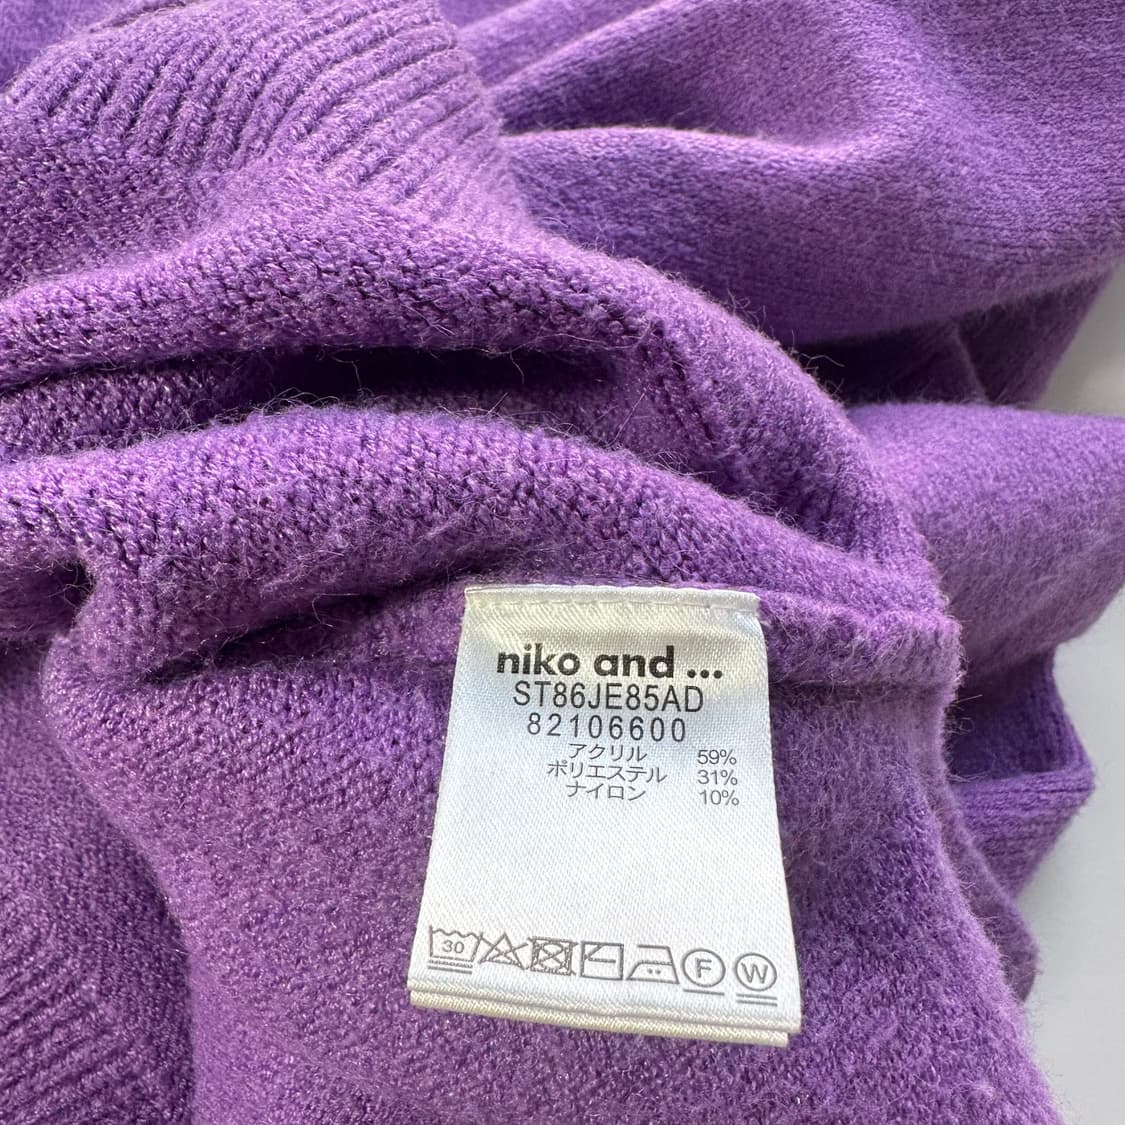 niko and ...
ST86JE85AD
82106600
アクリル 59%
ポリエステル 31%
ナイロン 10%
30 F W